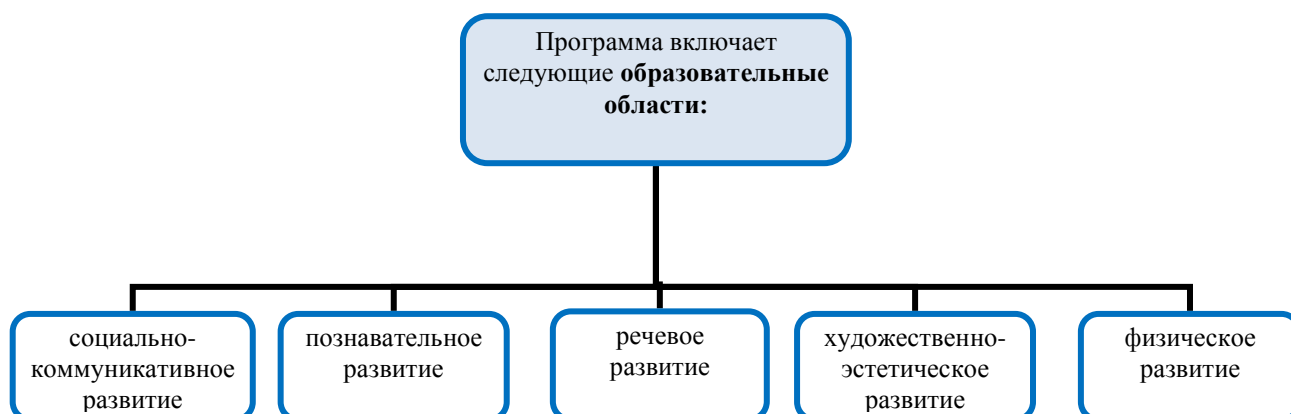 Программа включает
следующие образовательные
области:
социально-
коммуникативное
развитие
познавательное
развитие
речевое
развитие
художественно-
эстетическое
развитие
физическое
развитие